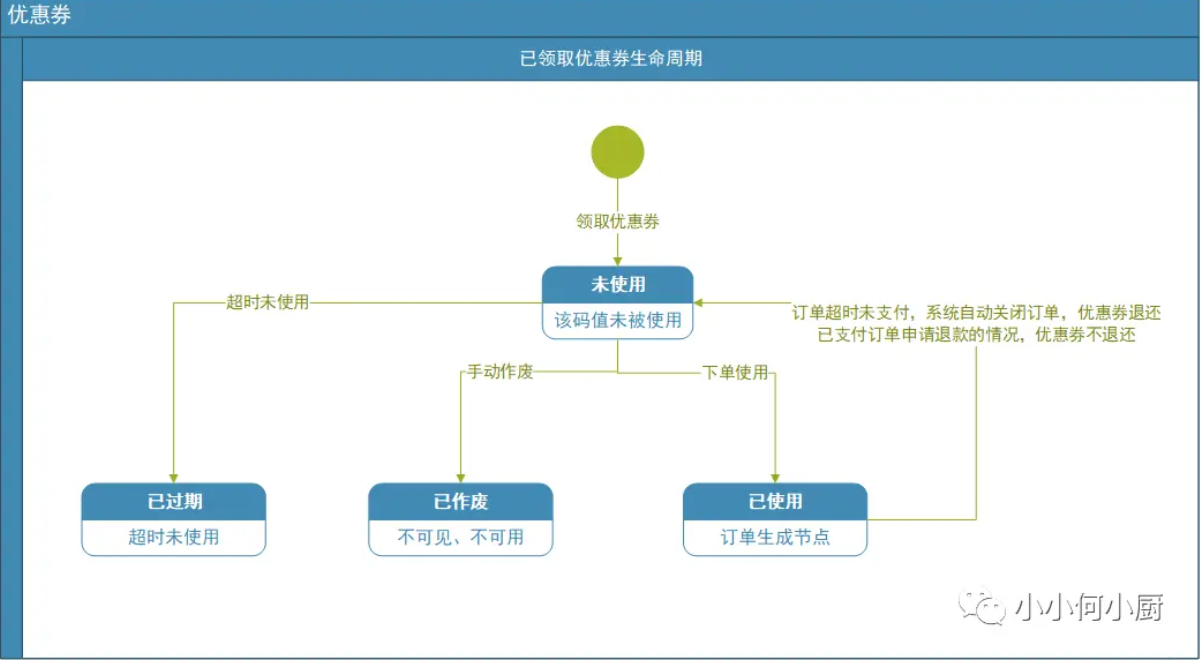 优惠券
已领取优惠券生命周期
领取优惠券
未使用
该码值未被使用
超时未使用
订单超时未支付，系统自动关闭订单，优惠券退还
已支付订单申请退款的情况，优惠券不退还
手动作废
下单使用
已过期
超时未使用
已作废
不可见、不可用
已使用
订单生成节点
小小何小厨